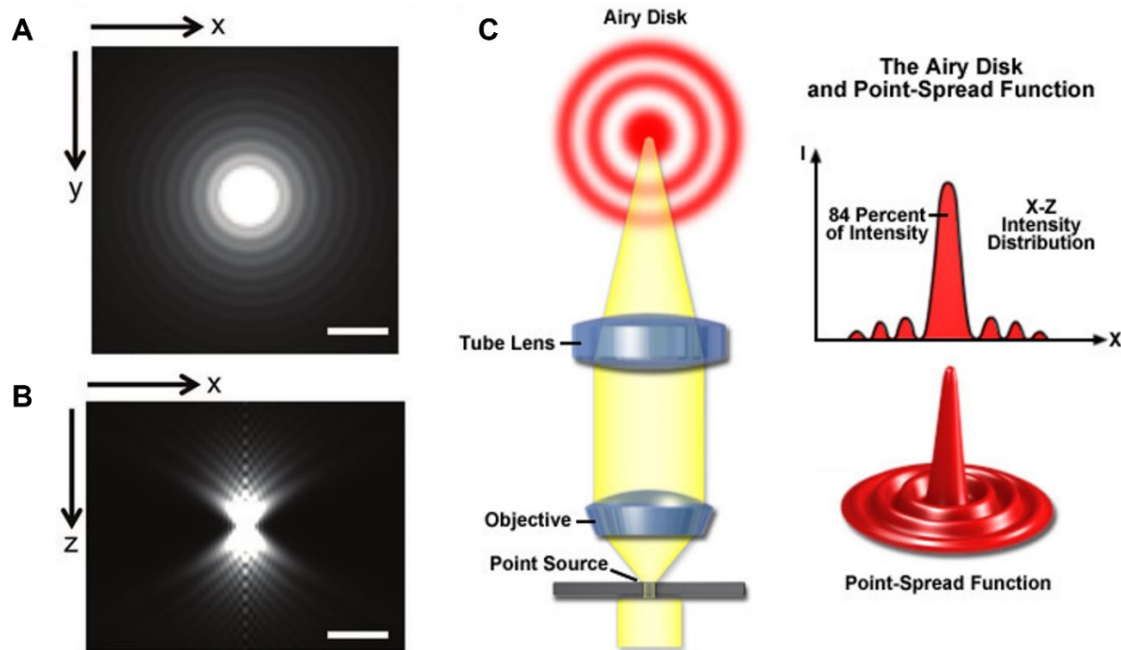 A
x
y
B
x
z
C
Airy Disk
Tube Lens
Objective
Point Source
The Airy Disk
and Point-Spread Function
I
84 Percent
of Intensity
X-Z
Intensity
Distribution
X
Point-Spread Function